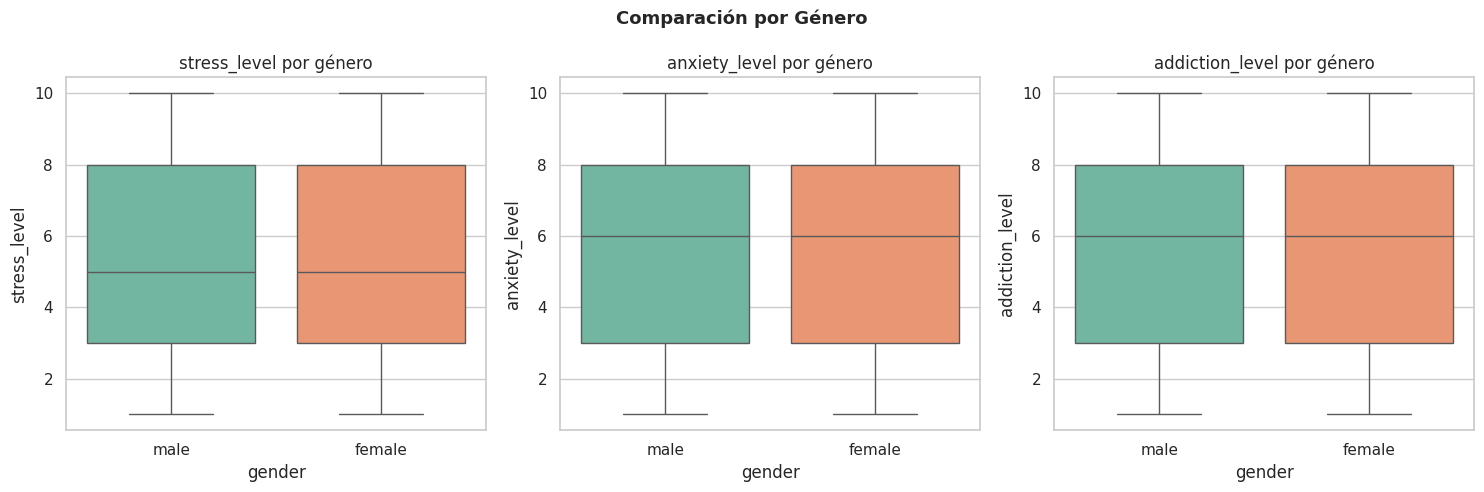 Comparación por Género
stress_level por género
anxiety_level por género
addiction_level por género
stress_level
10
8
6
4
2
male
female
gender
anxiety_level
10
8
6
4
2
male
female
gender
addiction_level
10
8
6
4
2
male
female
gender